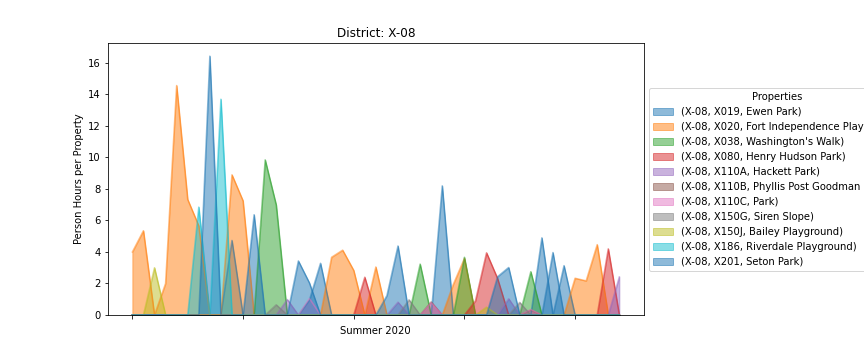 District: X-08
16
14
12
10
8
6
4
2
0
Person Hours per Property
Summer 2020
Properties
(X-08, X019, Ewen Park)
(X-08, X020, Fort Independence Play
(X-08, X038, Washington's Walk)
(X-08, X080, Henry Hudson Park)
(X-08, X110A, Hackett Park)
(X-08, X110B, Phyllis Post Goodman
(X-08, X110C, Park)
(X-08, X150G, Siren Slope)
(X-08, X150J, Bailey Playground)
(X-08, X186, Riverdale Playground)
(X-08, X201, Seton Park)